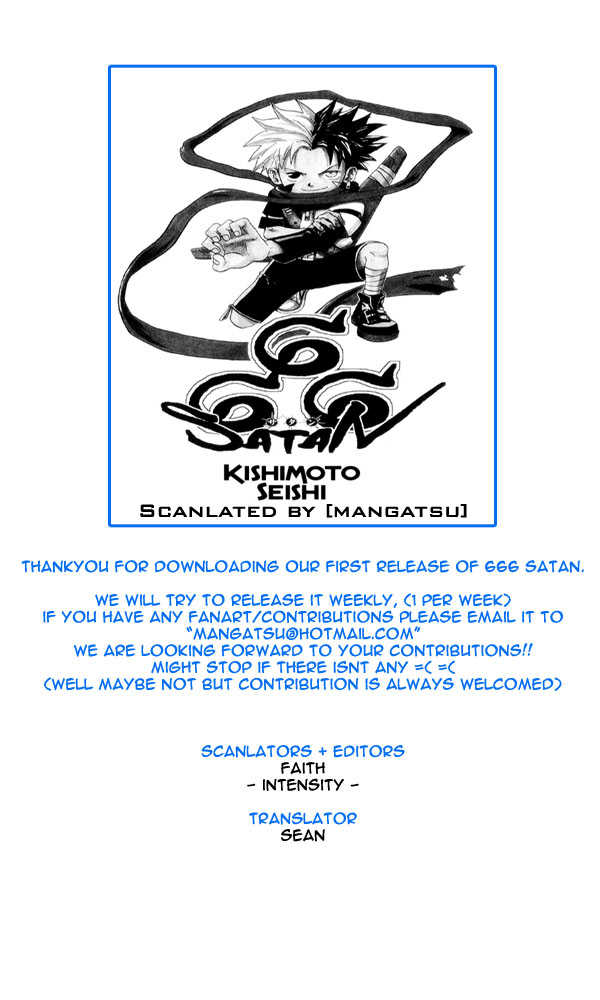 666
SATAN
サタン
KISHIMOTO
SEISHI
SCANLATED BY [MANGATSU]
THANKYOU FOR DOWNLOADING OUR FIRST RELEASE OF 666 SATAN.
WE WILL TRY TO RELEASE IT WEEKLY, (1 PER WEEK)
IF YOU HAVE ANY FANART/CONTRIBUTIONS PLEASE EMAIL IT TO
"MANGATSU@HOTMAIL.COM"
WE ARE LOOKING FORWARD TO YOUR CONTRIBUTIONS!!
MIGHT STOP IF THERE ISNT ANY =( =(
(WELL MAYBE NOT BUT CONTRIBUTION IS ALWAYS WELCOMED)
SCANLATORS + EDITORS
FAITH
- INTENSITY -
TRANSLATOR
SEAN